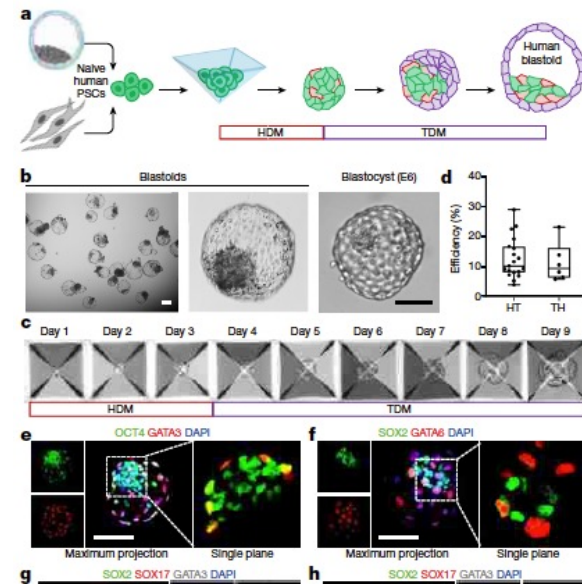 a
Naive
human
PSCs
Human
blastoid
HDM
TDM
b
Blastoids
Blastocyst (E6)
d
Efficiency (%)
40
30
20
10
0
HT
TH
c
Day 1
Day 2
Day 3
Day 4
Day 5
Day 6
Day 7
Day 8
Day 9
HDM
TDM
e
OCT4 GATA3 DAPI
Maximum projection
Single plane
f
SOX2 GATA6 DAPI
Maximum projection
Single plane
g
SOX2 SOX17 GATA3 DAPI
h
SOX2 SOX17 GATA3 DAPI